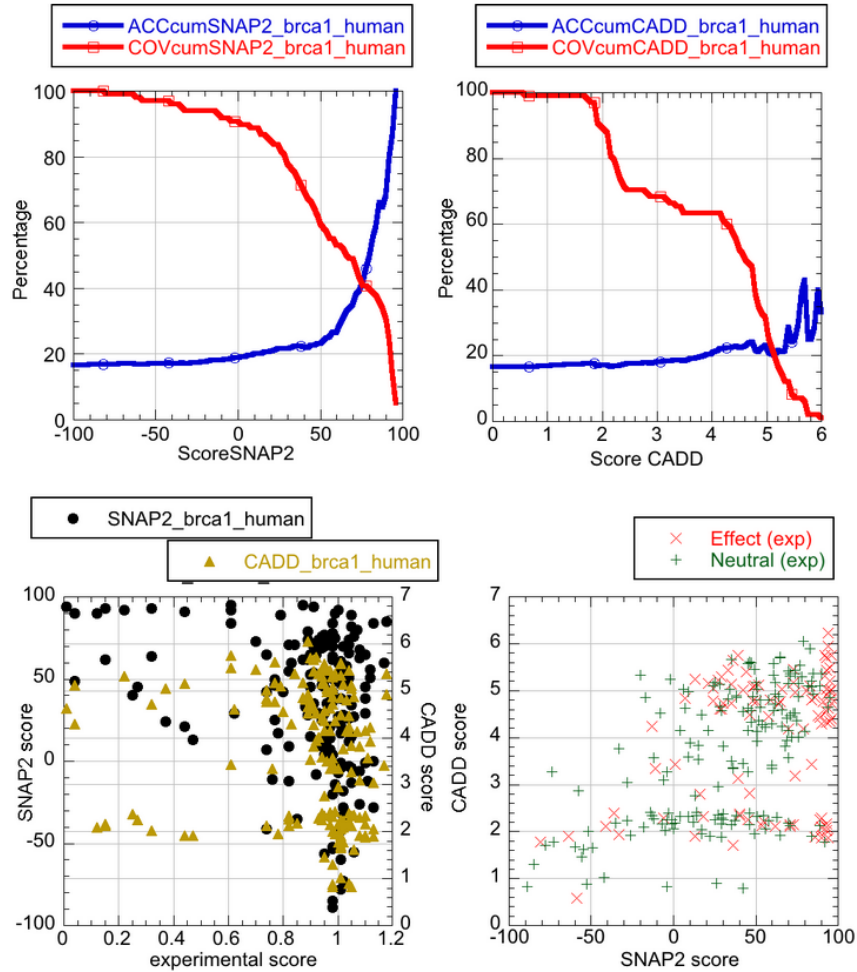 ACCcumSNAP2_brca1_human
COVcumSNAP2_brca1_human
100
80
60
40
20
0
Percentage
-100 -50 0 50 100
ScoreSNAP2
ACCcumCADD_brca1_human
COVcumCADD_brca1_human
100
80
60
40
20
0
Percentage
0 1 2 3 4 5 6
Score CADD
SNAP2_brca1_human
CADD_brca1_human
100
50
0
-50
-100
SNAP2 score
7
6
5
4
3
2
1
0
CADD score
0 0.2 0.4 0.6 0.8 1 1.2
experimental score
Effect (exp)
Neutral (exp)
7
6
5
4
3
2
1
0
CADD score
-100 -50 0 50 100
SNAP2 score